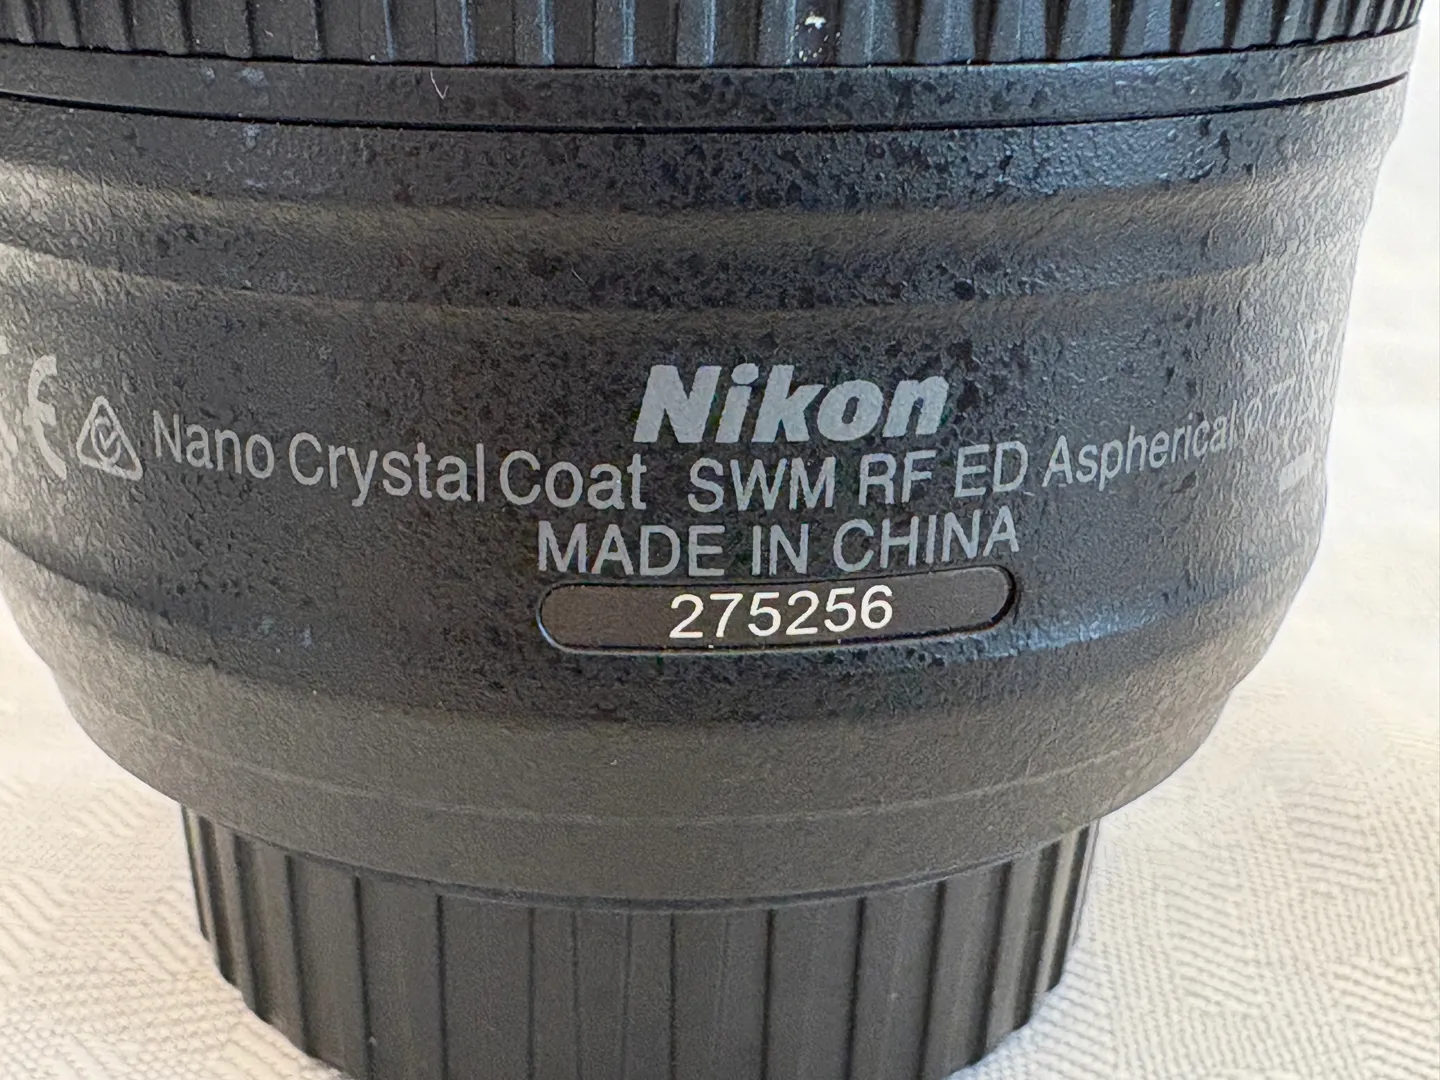 Nikon
Nano Crystal Coat SWM RF ED Aspherical
MADE IN CHINA
275256